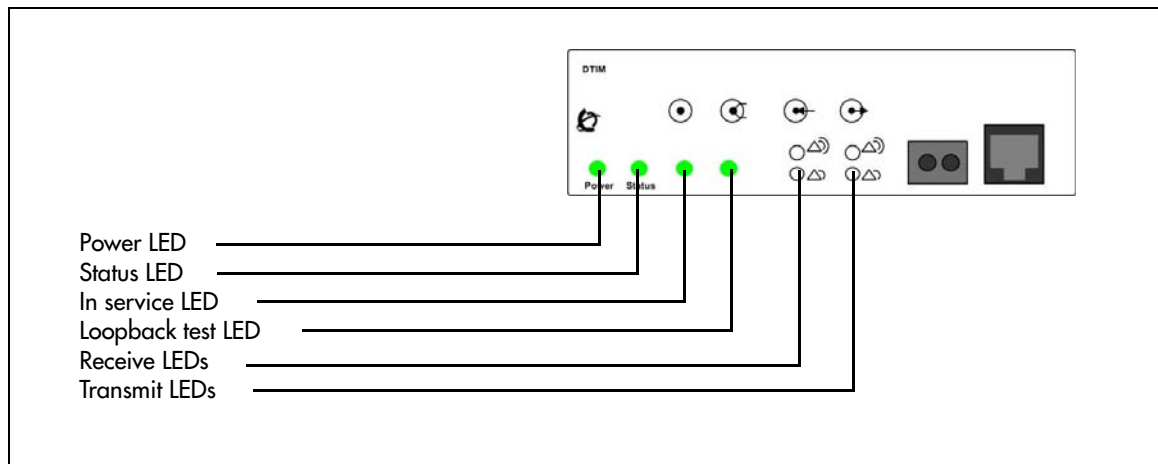 DTIM
Power Status
Power LED
Status LED
In service LED
Loopback test LED
Receive LEDs
Transmit LEDs